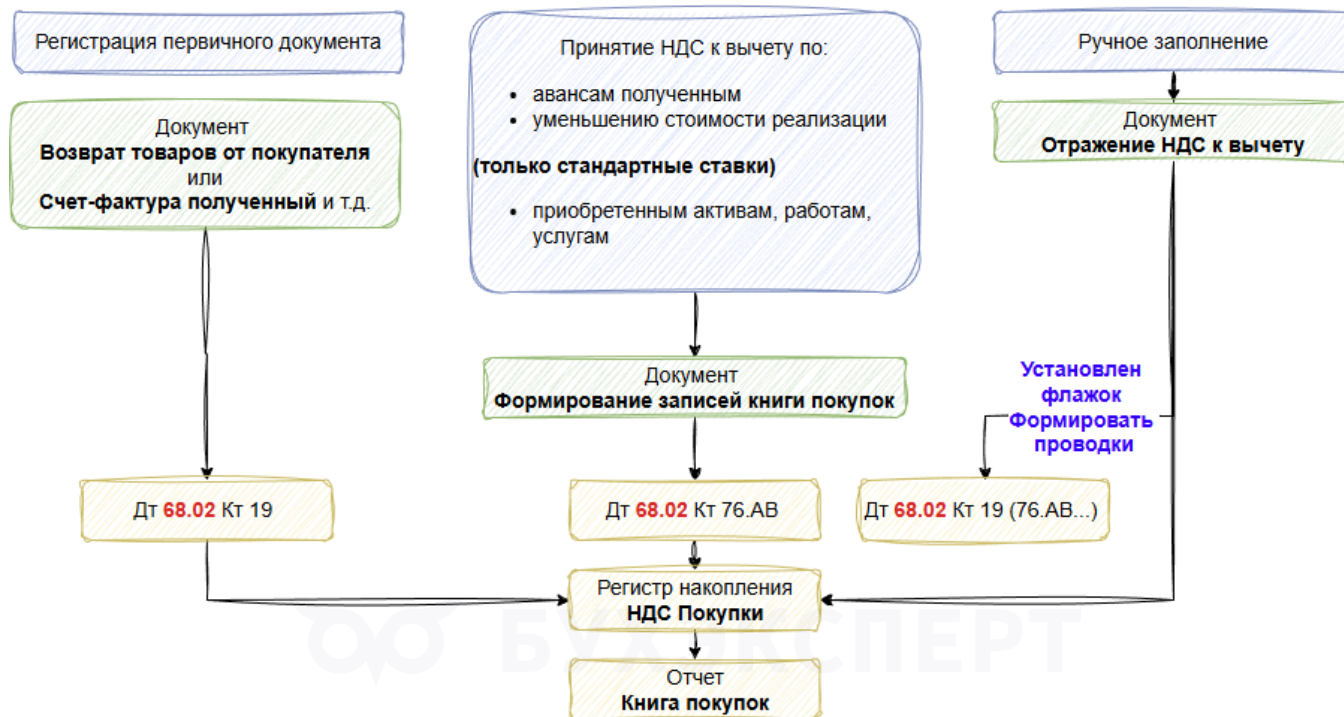 Регистрация первичного документа
Документ
Возврат товаров от покупателя
или
Счет-фактура полученный и т.д.
Дт 68.02 Кт 19
Принятие НДС к вычету по:
• авансам полученным
• уменьшению стоимости реализации
(только стандартные ставки)
• приобретенным активам, работам,
услугам
Документ
Формирование записей книги покупок
Дт 68.02 Кт 76.АВ
Ручное заполнение
Документ
Отражение НДС к вычету
Установлен
флажок
Формировать
проводки
Дт 68.02 Кт 19 (76.АВ...)
Регистр накопления
НДС Покупки
БУХЭКСПЕРТ
Отчет
Книга покупок